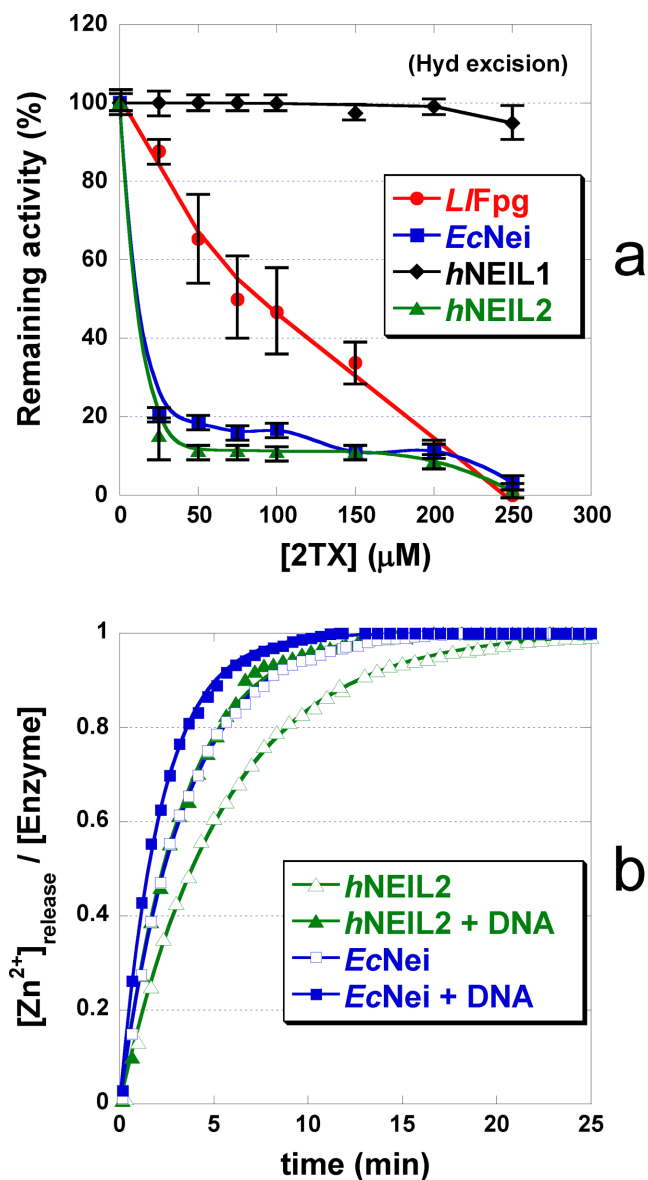 120
100
80
60
40
20
0
Remaining activity (%)
(Hyd excision)
LlFpg
EcNei
hNEIL1
hNEIL2
a
0 50 100 150 200 250 300
[2TX] (μM)
1
0.8
0.6
0.4
0.2
0
[Zn2+]release / [Enzyme]
hNEIL2
hNEIL2 + DNA
EcNei
EcNei + DNA
b
0 5 10 15 20 25
time (min)